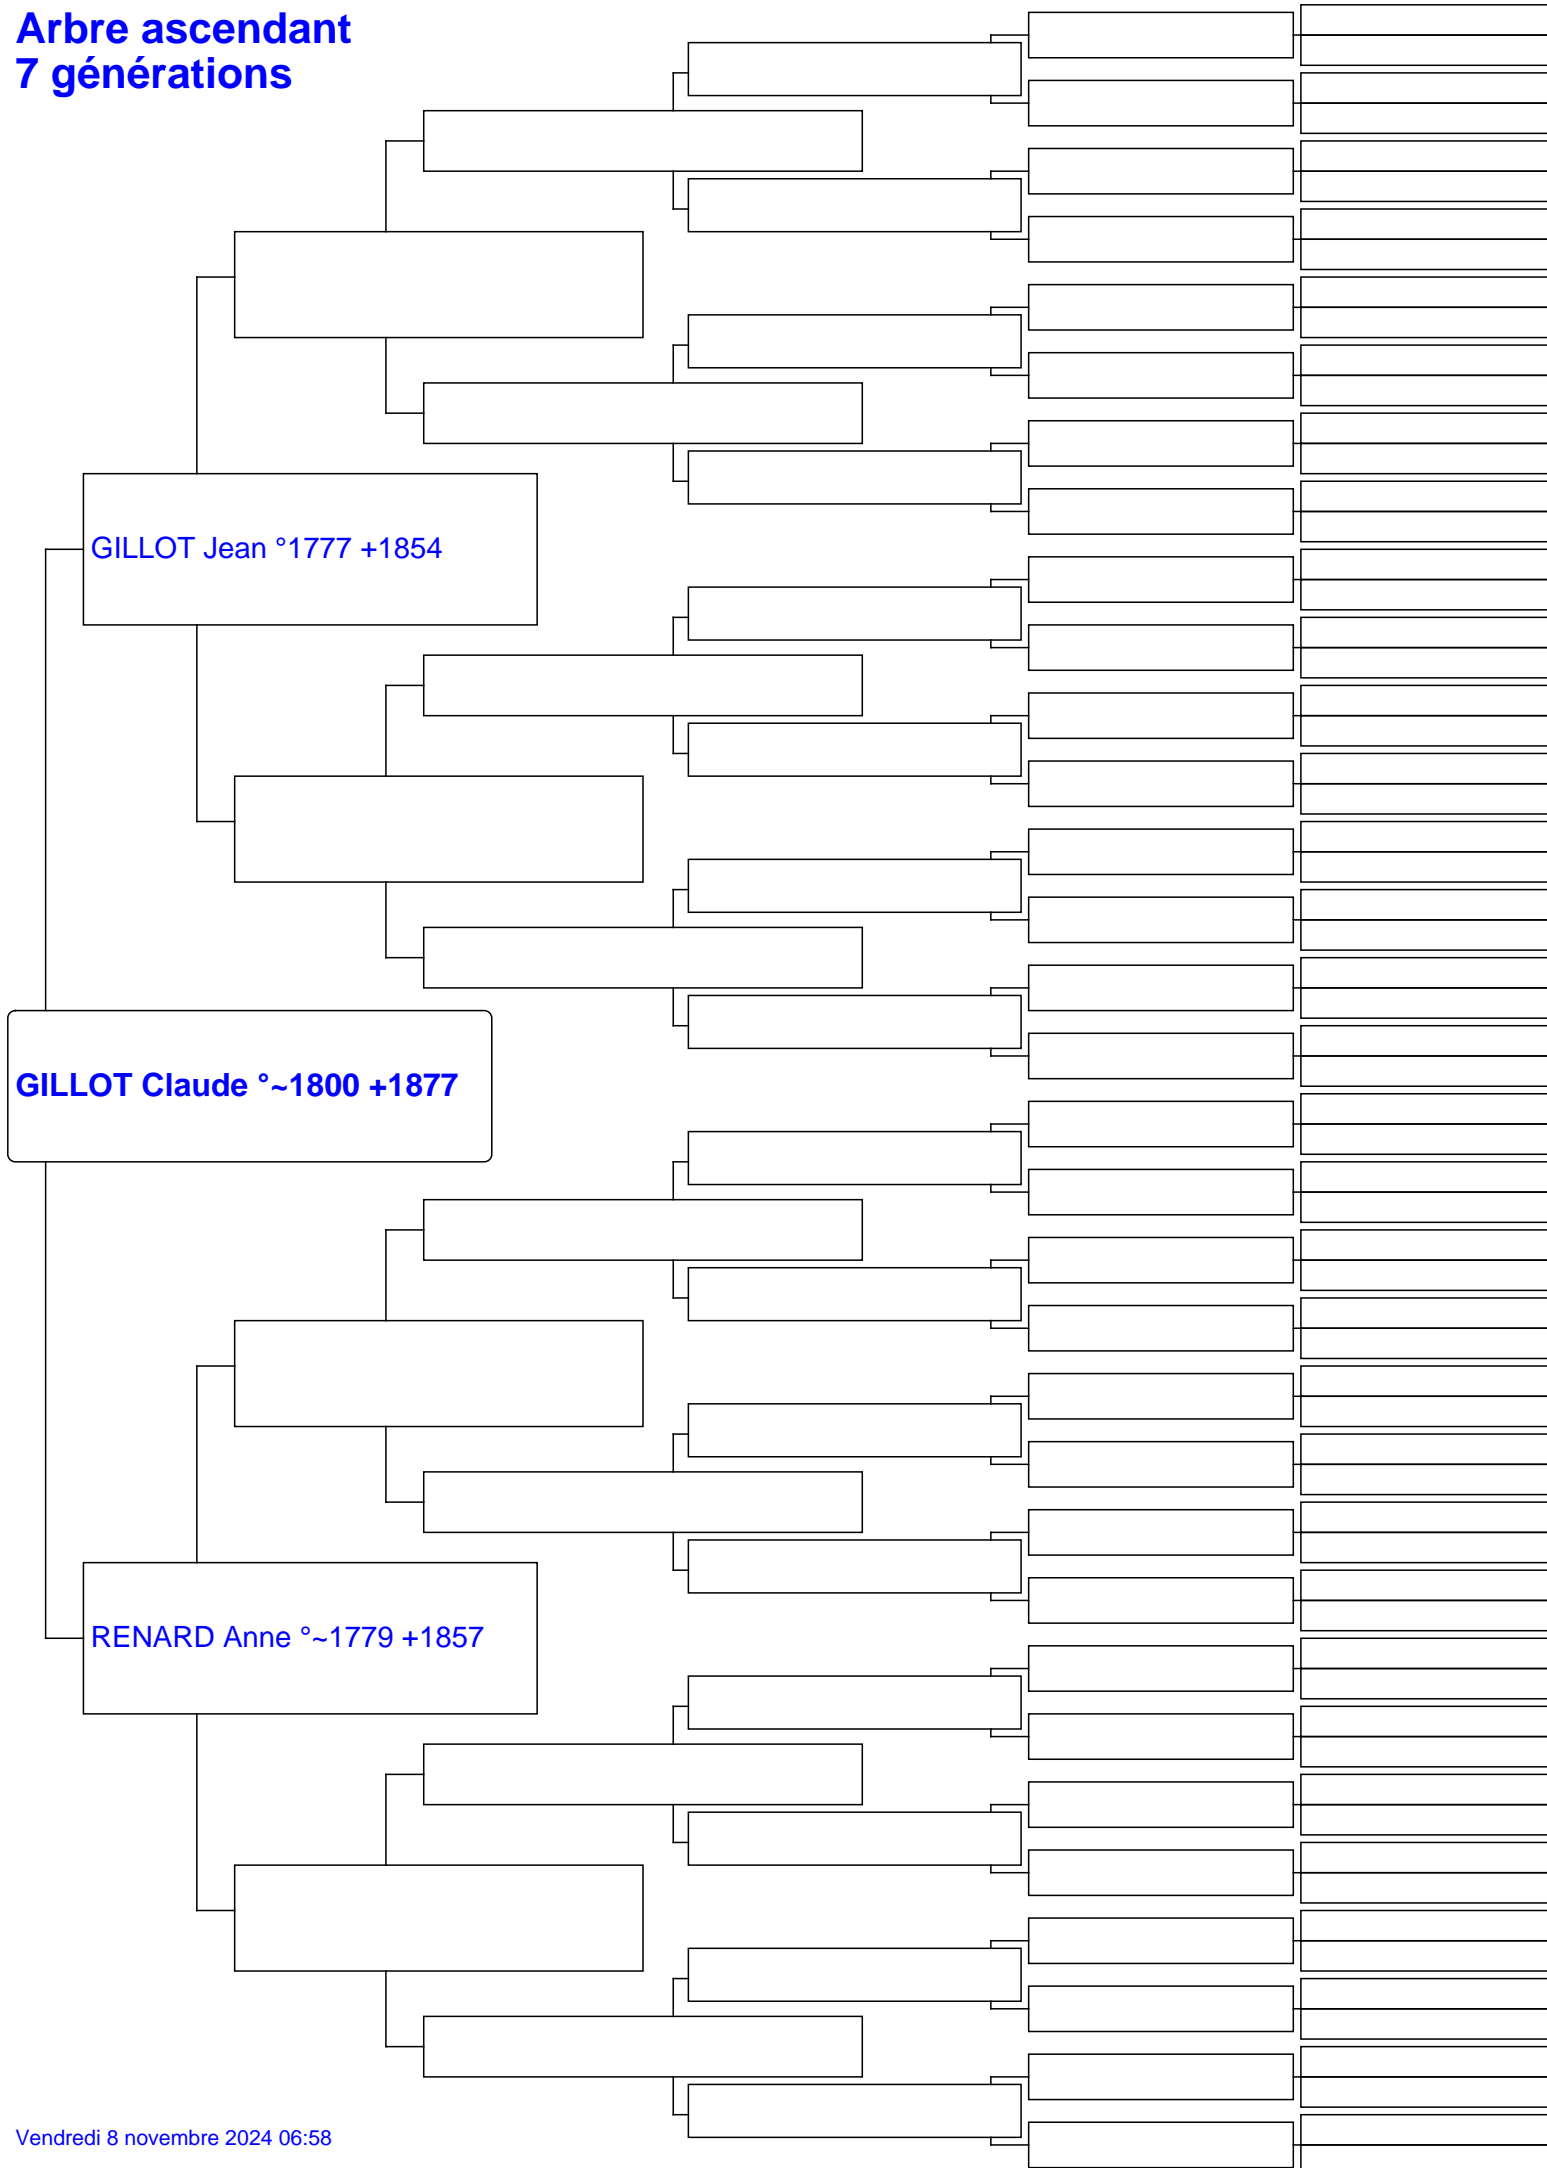 Arbre ascendant
7 générations
GILLOT Jean °1777 +1854
GILLOT Claude °~1800 +1877
RENARD Anne °~1779 +1857
Vendredi 8 novembre 2024 06:58